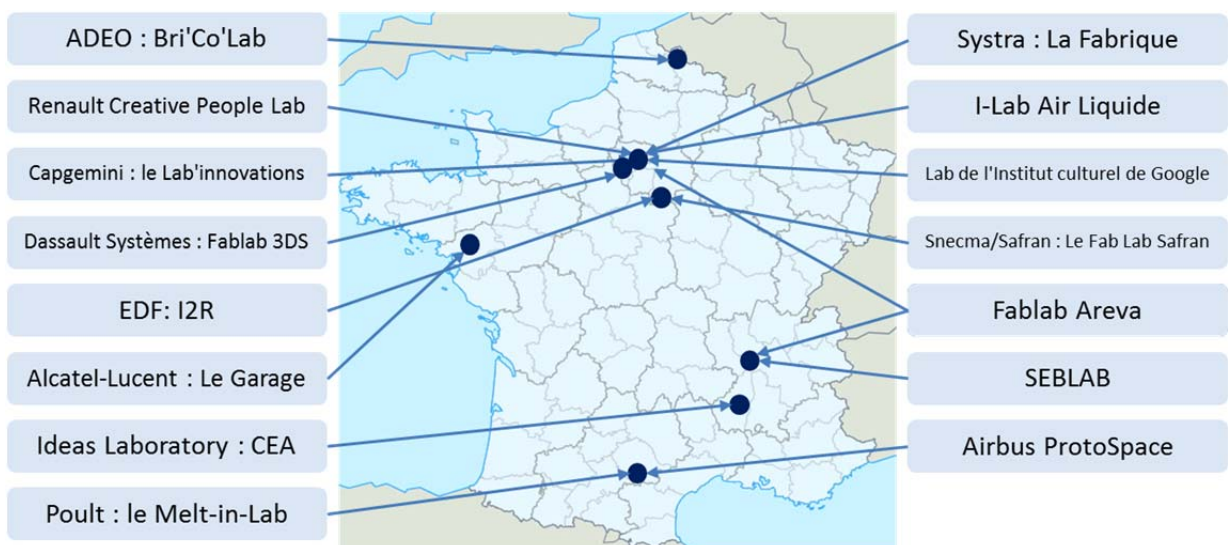 ADEO : Bri'Co'Lab
Renault Creative People Lab
Capgemini : le Lab'innovations
Dassault Systèmes : Fablab 3DS
EDF: I2R
Alcatel-Lucent : Le Garage
Ideas Laboratory : CEA
Poult : le Melt-in-Lab
Systra : La Fabrique
I-Lab Air Liquide
Lab de l'Institut culturel de Google
Snecma/Safran : Le Fab Lab Safran
Fablab Areva
SEBLAB
Airbus ProtoSpace